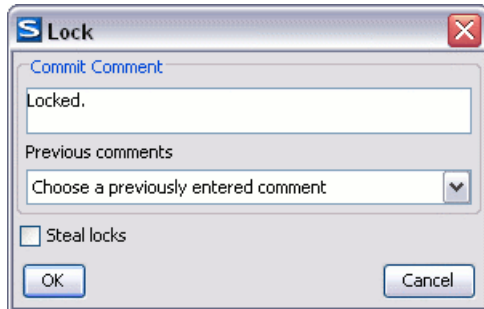 S Lock
Commit Comment
Locked.
Previous comments
Choose a previously entered comment
Steal locks
OK
Cancel